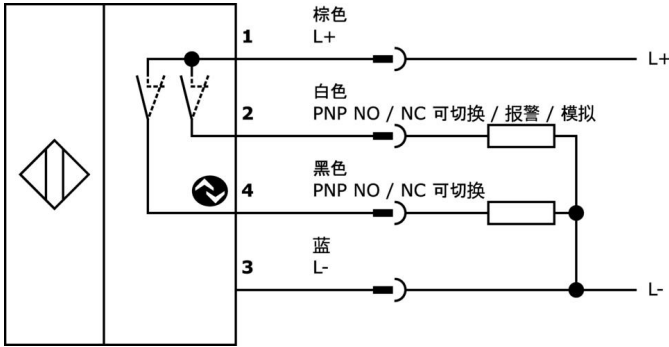 棕色
1 L+
L+
白色
2 PNP NO / NC 可切换 / 报警 / 模拟
黑色
4 PNP NO / NC 可切换
蓝
3 L-
L-